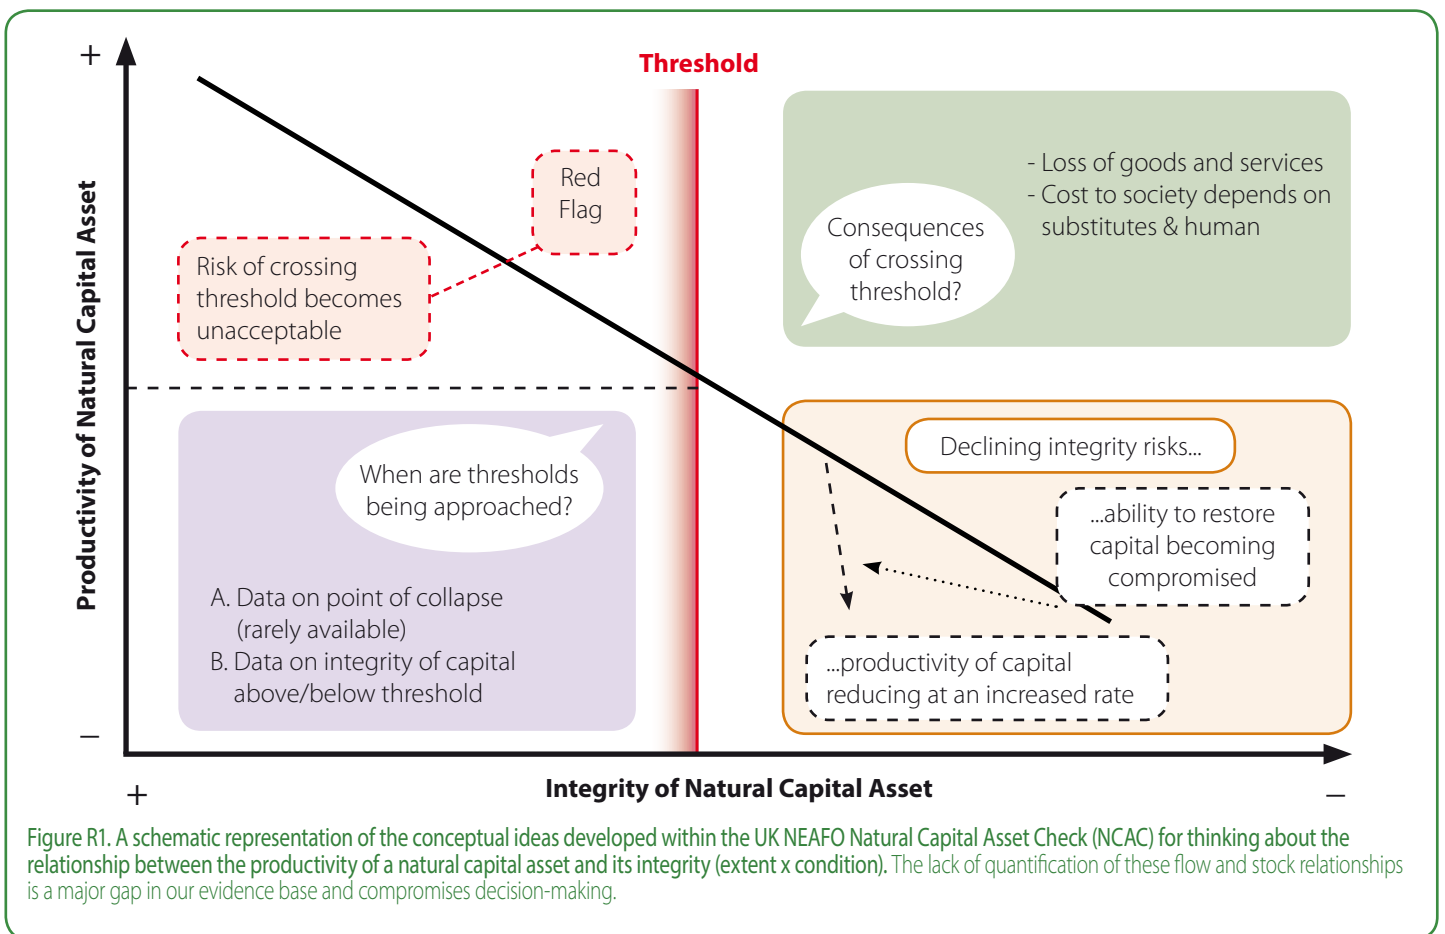 +
Threshold
Productivity of Natural Capital Asset
Red
Flag
Risk of crossing
threshold becomes
unacceptable
- Loss of goods and services
- Cost to society depends on
substitutes & human
Consequences
of crossing
threshold?
When are thresholds
being approached?
A. Data on point of collapse
(rarely available)
B. Data on integrity of capital
above/below threshold
Declining integrity risks...
...ability to restore
capital becoming
compromised
...productivity of capital
reducing at an increased rate
–
+
Integrity of Natural Capital Asset
–
Figure R1. A schematic representation of the conceptual ideas developed within the UK NEAFO Natural Capital Asset Check (NCAC) for thinking about the
relationship between the productivity of a natural capital asset and its integrity (extent x condition). The lack of quantification of these flow and stock relationships
is a major gap in our evidence base and compromises decision-making.